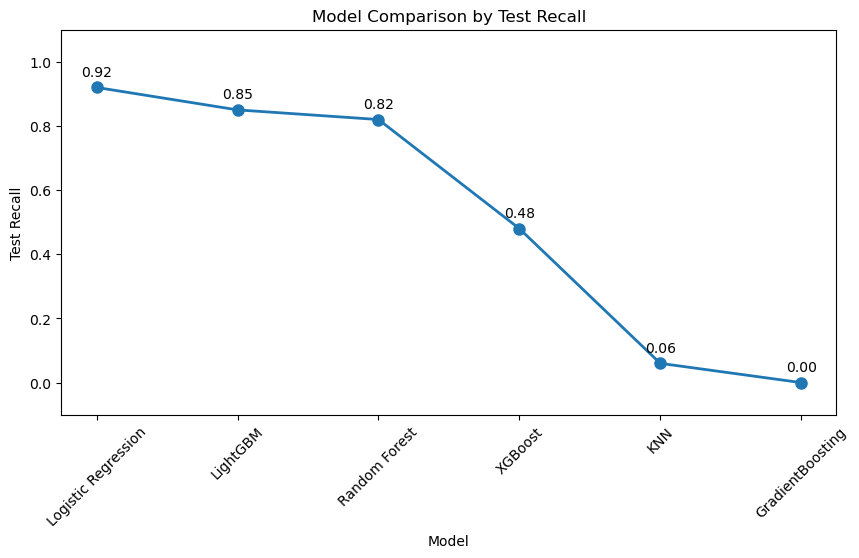 Model Comparison by Test Recall
1.0
0.8
0.6
0.4
0.2
0.0
Test Recall
0.92
0.85
0.82
0.48
0.06
0.00
Logistic Regression
LightGBM
Random Forest
XGBoost
KNN
GradientBoosting
Model